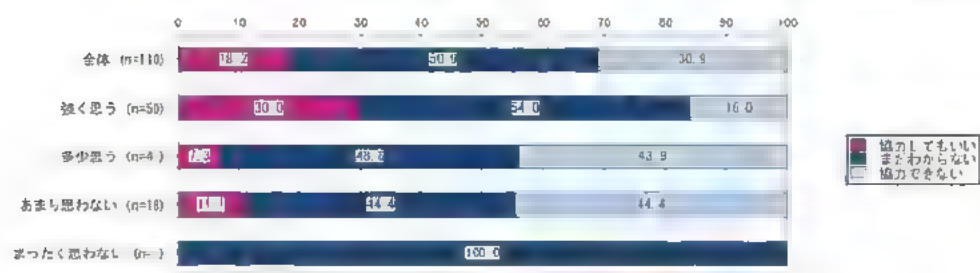 0 10 20 30 40 50 60 70 80 90 100
全体 (n=110) 18.2 50.9 30.9
強く思う (n=50) 30.0 54.0 16.0
多少思う 48.8 43.9
あまり思わない (n=18) 11.1 44.4 44.4
まったく思わない 100.0
協力してもいい
まだわからない
協力できない